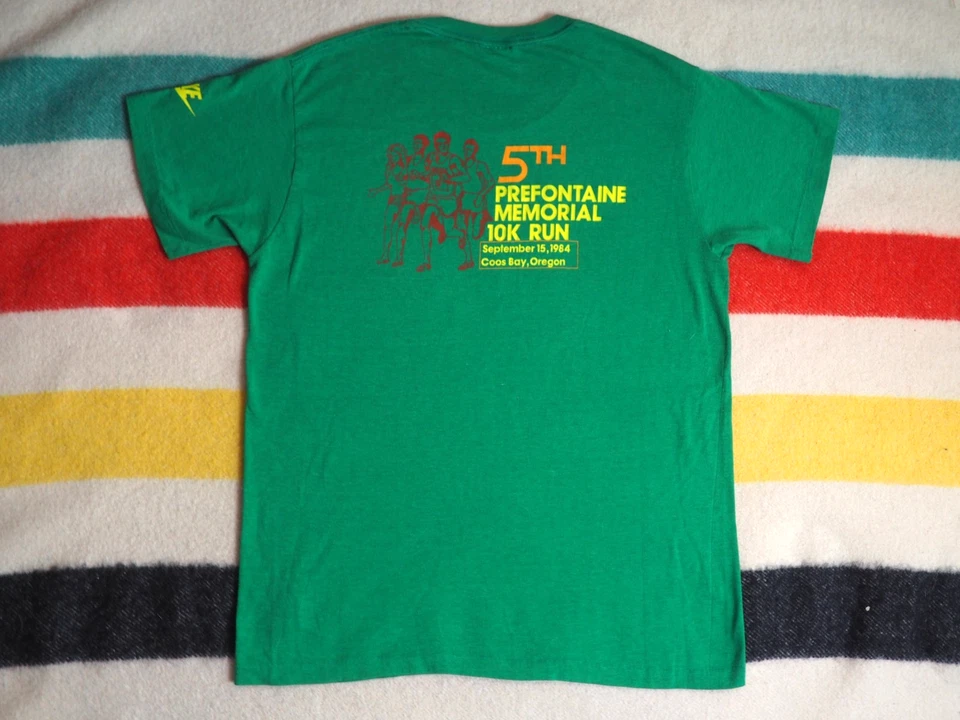 5TH
PREFONTAINE
MEMORIAL
10K RUN
September 15, 1984
Coos Bay, Oregon